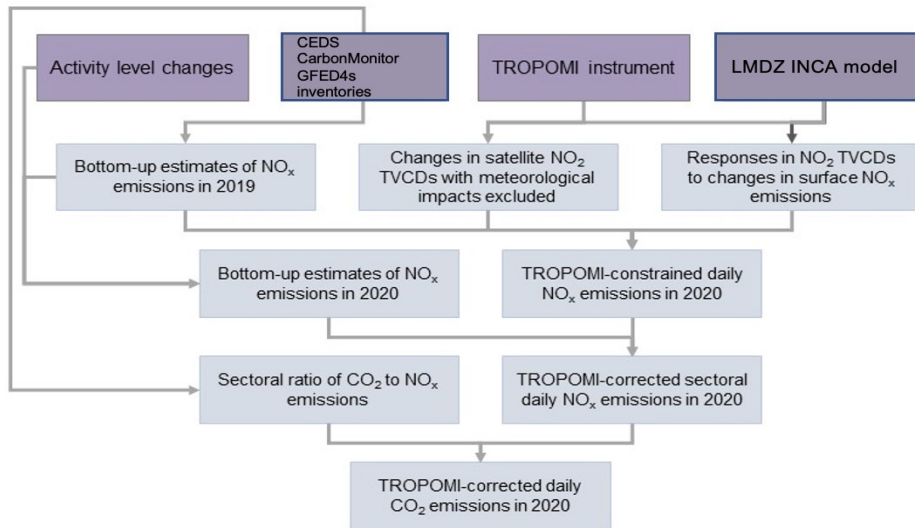 CEDS
CarbonMonitor
GFED4s
inventories
Activity level changes
TROPOMI instrument
LMDZ INCA model
Bottom-up estimates of NOₓ
emissions in 2019
Changes in satellite NO₂
TVCDs with meteorological
impacts excluded
Responses in NO₂ TVCDs
to changes in surface NOₓ
emissions
Bottom-up estimates of NOₓ
emissions in 2020
TROPOMI-constrained daily
NOₓ emissions in 2020
Sectoral ratio of CO₂ to NOₓ
emissions
TROPOMI-corrected sectoral
daily NOₓ emissions in 2020
TROPOMI-corrected daily
CO₂ emissions in 2020